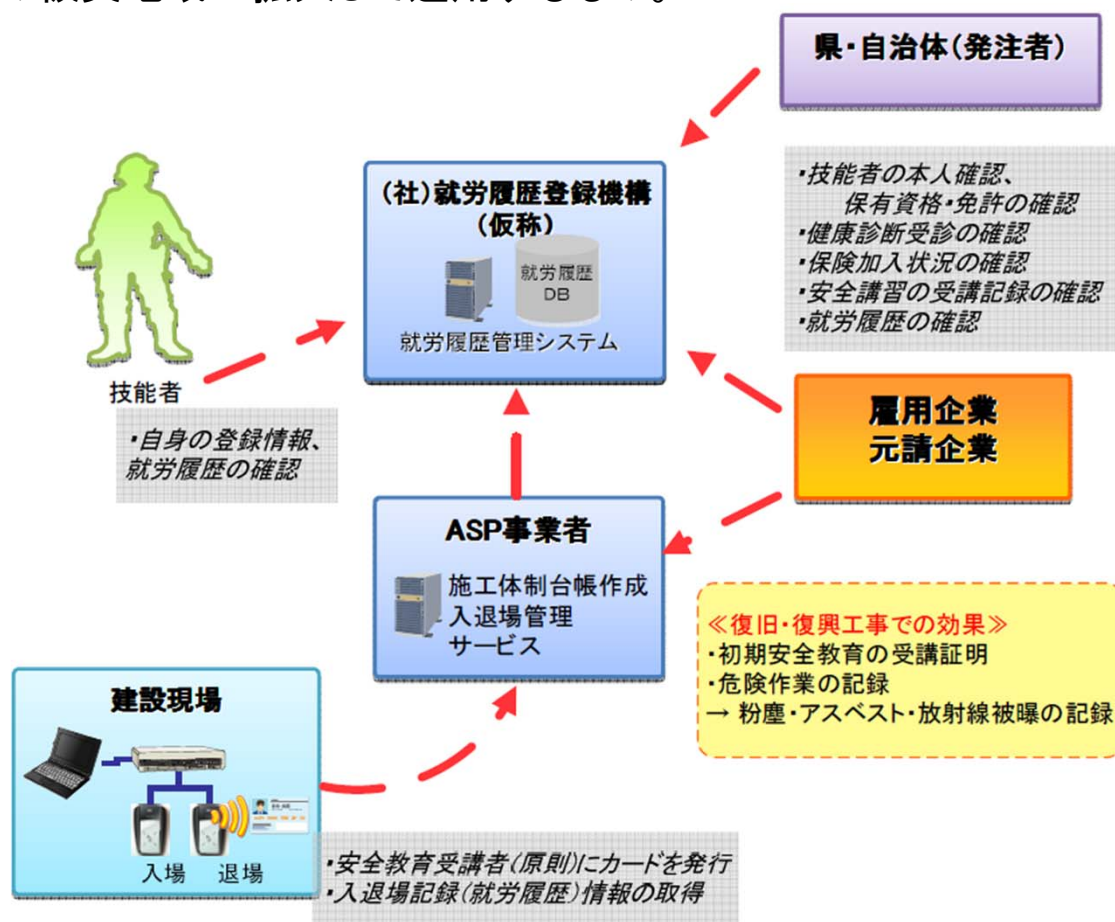 県・自治体(発注者)
・技能者の本人確認、
保有資格・免許の確認
・健康診断受診の確認
・保険加入状況の確認
・安全講習の受講記録の確認
・就労履歴の確認
(社)就労履歴登録機構
(仮称)
就労履歴
DB
就労履歴管理システム
技能者
・自身の登録情報、
就労履歴の確認
雇用企業
元請企業
ASP事業者
施工体制台帳作成
入退場管理
サービス
≪復旧・復興工事での効果≫
・初期安全教育の受講証明
・危険作業の記録
→ 粉塵・アスベスト・放射線被曝の記録
建設現場
入場
退場
・安全教育受講者(原則)にカードを発行
・入退場記録(就労履歴)情報の取得